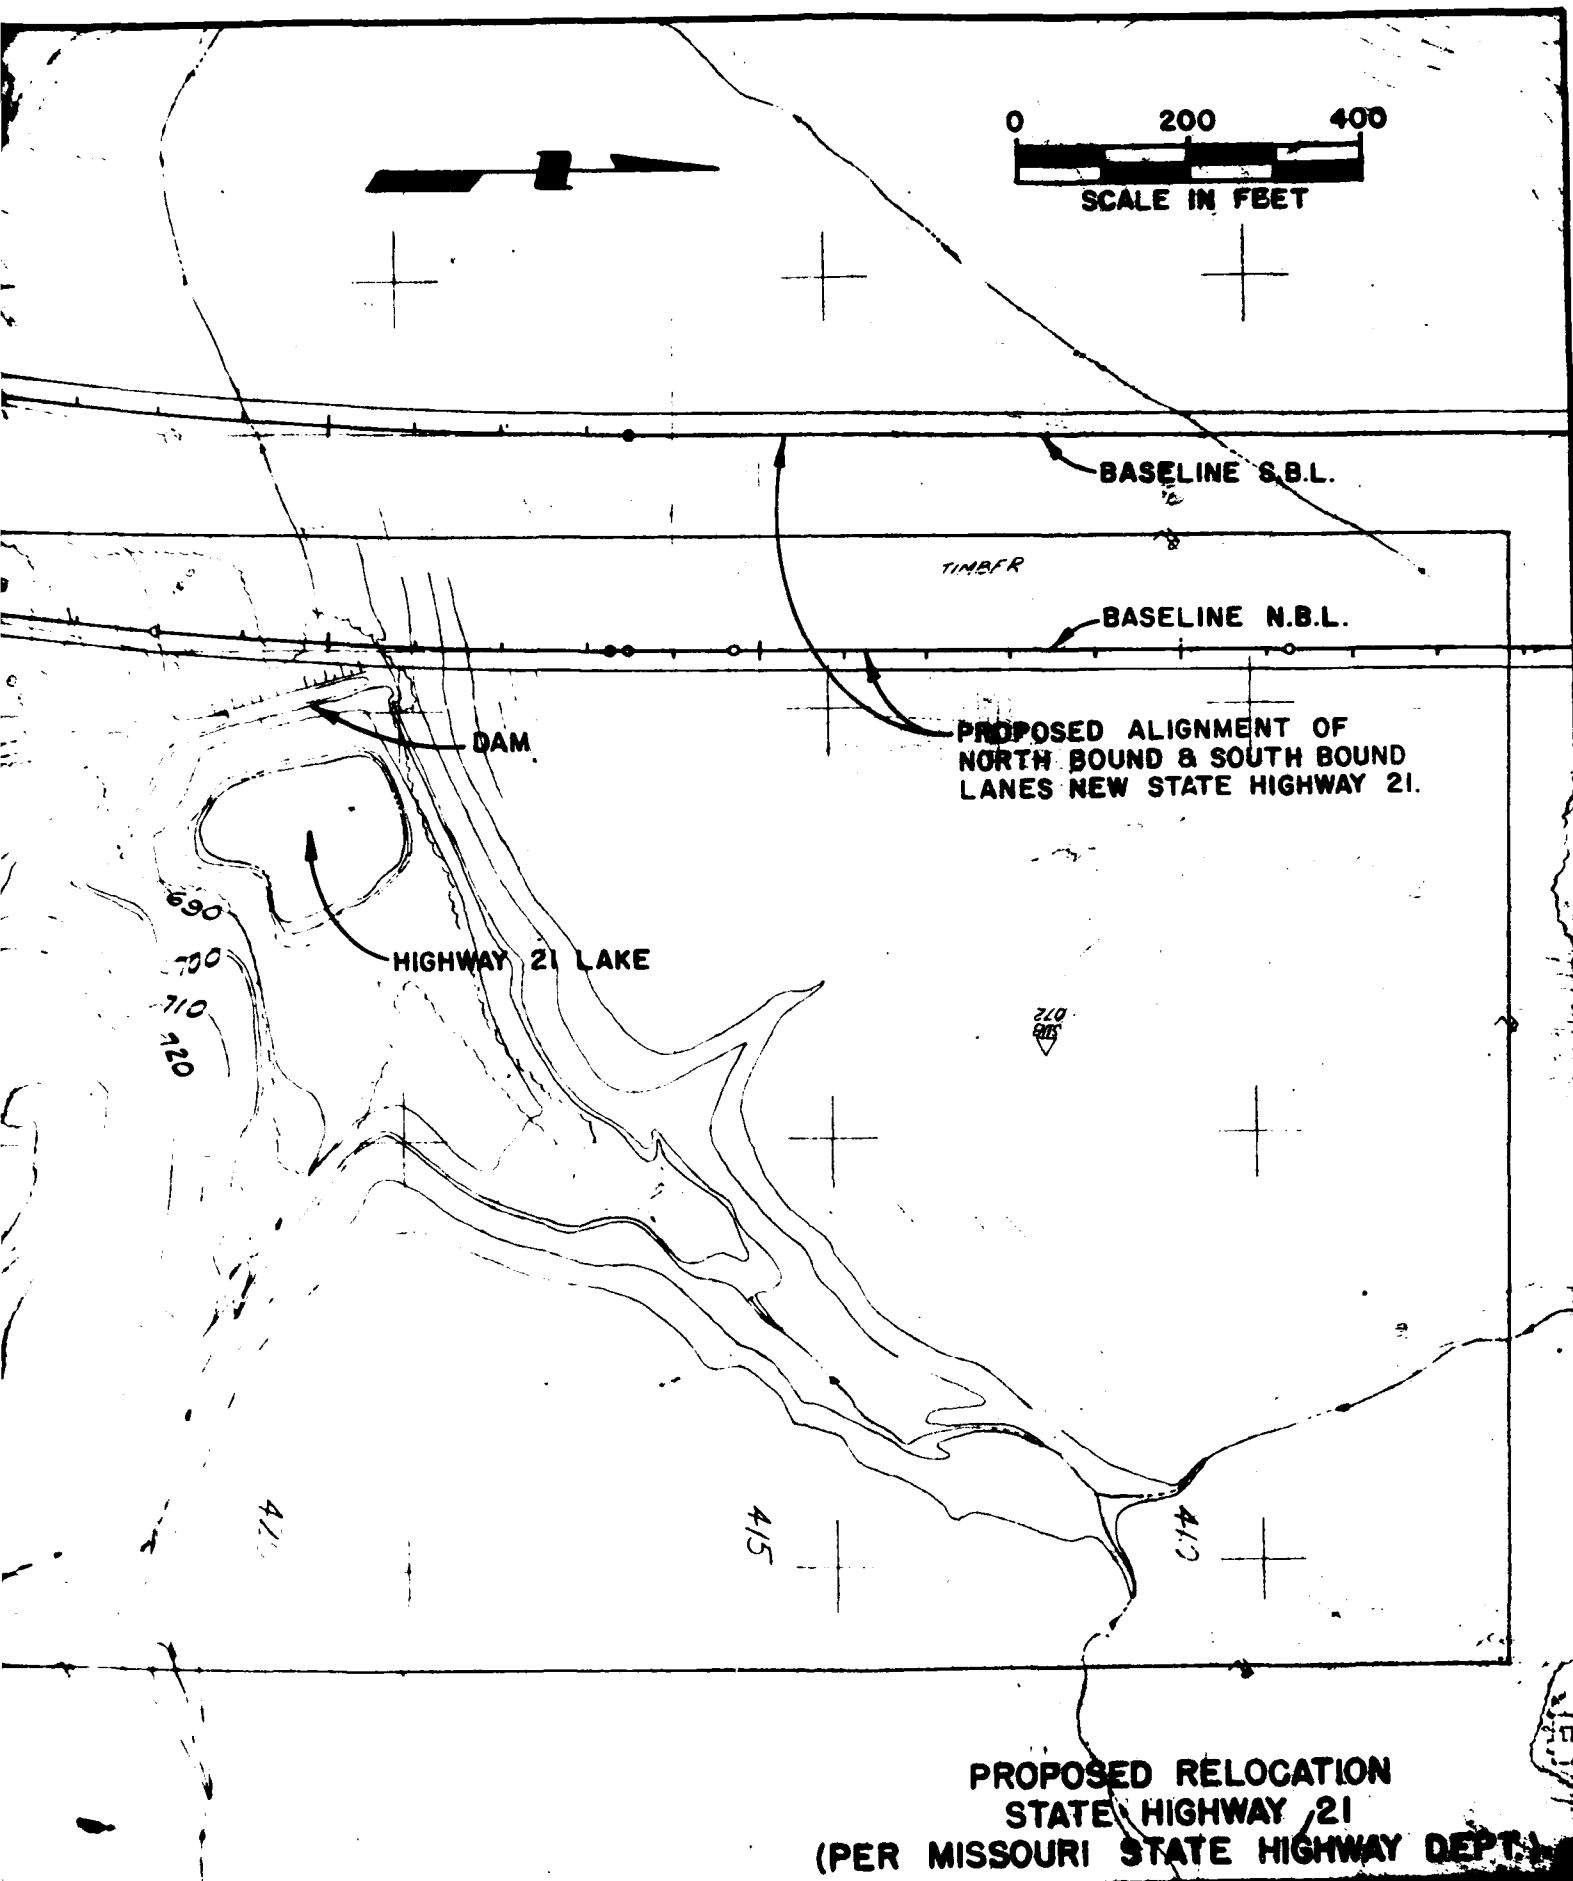 0 200 400
SCALE IN FEET
BASELINE S.B.L.
TIMBER
BASELINE N.B.L.
PROPOSED ALIGNMENT OF
NORTH BOUND & SOUTH BOUND
LANES NEW STATE HIGHWAY 21.
DAM
690
HIGHWAY 21 LAKE
700
710
720
415
410
PROPOSED RELOCATION
STATE HIGHWAY 21
(PER MISSOURI STATE HIGHWAY DEPT.)